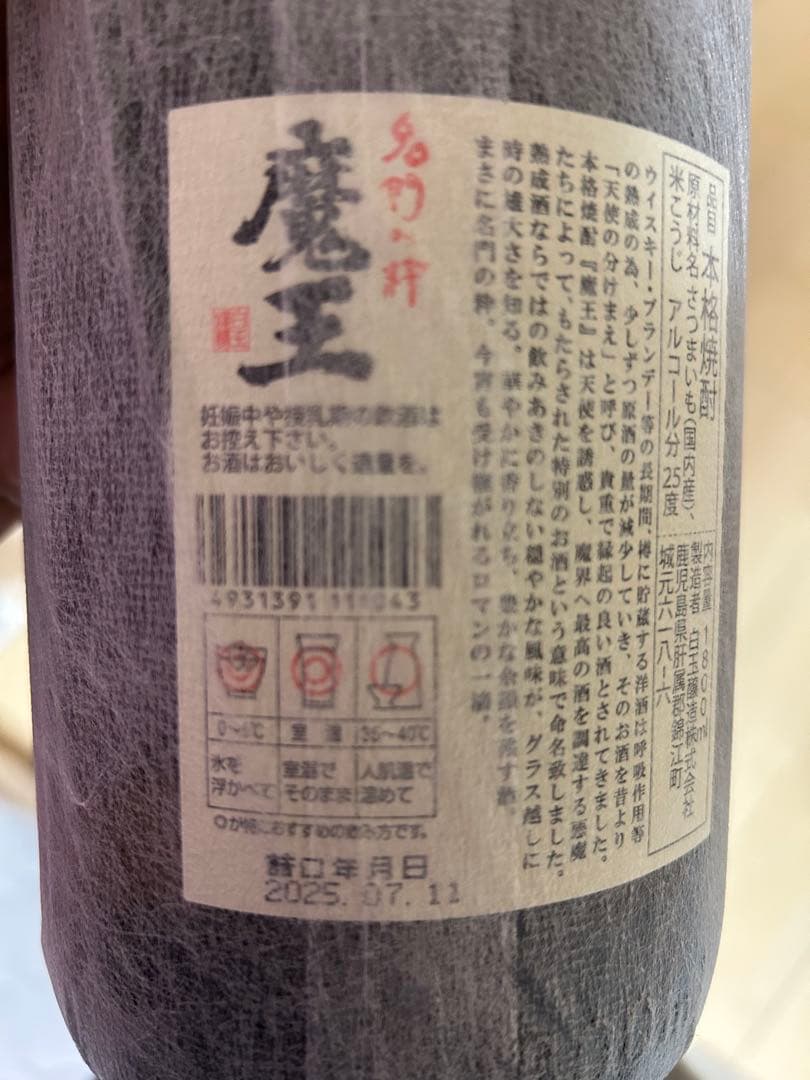 品目 本格焼酎
原材料名 さつまいも(国内産)、
米こうじ アルコール分25度
内容量 1800ml
製造者 白玉醸造株式会社
鹿児島県肝属郡錦江町
城元六一八ー六
ウイスキー・ブランデー等の長期間、樽に貯蔵する洋酒は呼吸作用等
の熟成の為、少しずつ原酒の量が減少していき、そのお酒を昔より
「天使の分けまえ」と呼び、貴重で縁起の良い酒とされてきました。
本格焼酎『魔王』は天使を誘惑し、魔界へ最高の酒を調達する悪魔
たちによって、もたらされた特別のお酒という意味で命名致しました。
熟成酒ならではの飲みあきのしない穏やかな風味が、グラス越しに
時の雄大さを知る。華やかに香り立ち、豊かな余韻を残す酒。
まさに名門の粋。今宵も受け継がれるロマンの一滴。
名門の粋
魔王
妊娠中や授乳期の飲酒は
お控え下さい。
お酒はおいしく適量を。
4931391 111043
0~6℃ 室温 35~40℃
氷を 室温で 人肌温で
浮かべて そのまま 温めて
○が特におすすめの飲み方です。
詰口年月日
2025.07.11